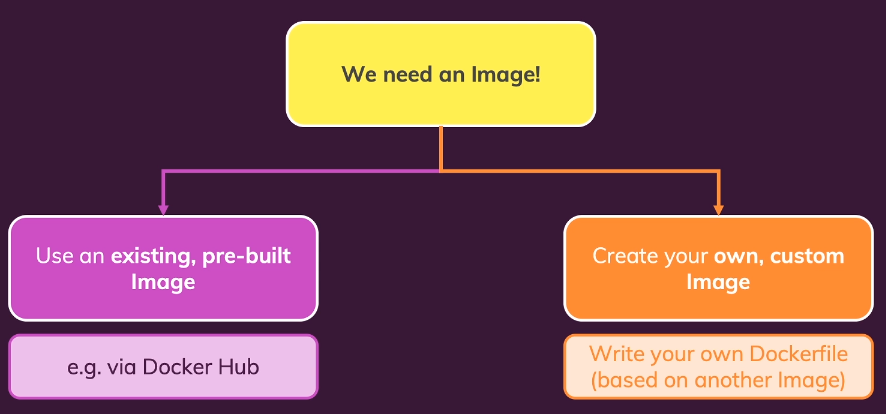 We need an Image!
Use an existing, pre-built
Image
Create your own, custom
Image
e.g. via Docker Hub
Write your own Dockerfile
(based on another Image)